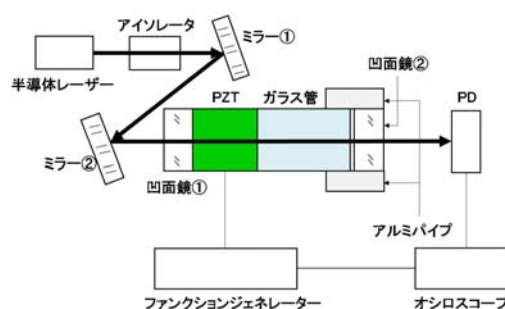 アイソレータ
ミラー①
半導体レーザー
凹面鏡②
PZT
ガラス管
PD
ミラー②
凹面鏡①
アルミパイプ
ファンクションジェネレーター
オシロスコープ